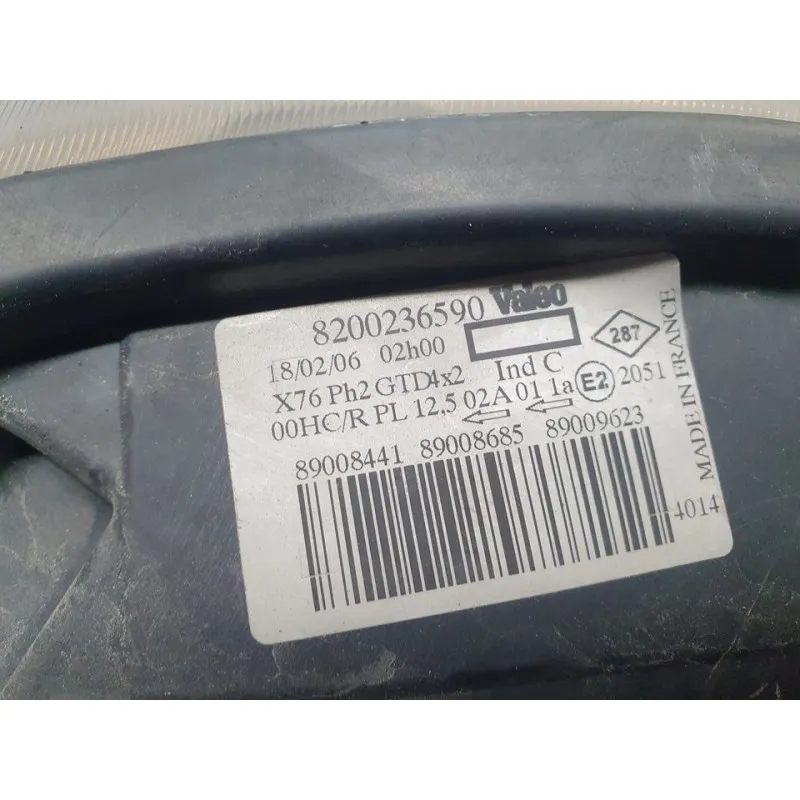 Valeo
8200236590
18/02/06 02h00
287
X76 Ph2 GTD4x2 Ind C
00HC/R PL 12,5 02A 01 1a E2 2051
89008441 89008685 89009623
4014
MADE IN FRANCE